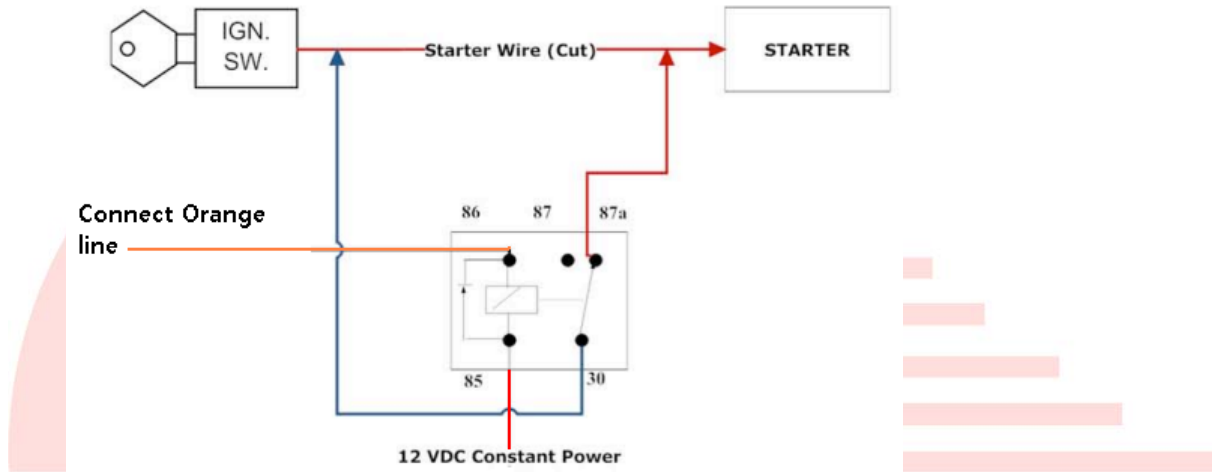 IGN.
SW.
Starter Wire (Cut)
STARTER
Connect Orange
line
86 87 87a
85 30
12 VDC Constant Power